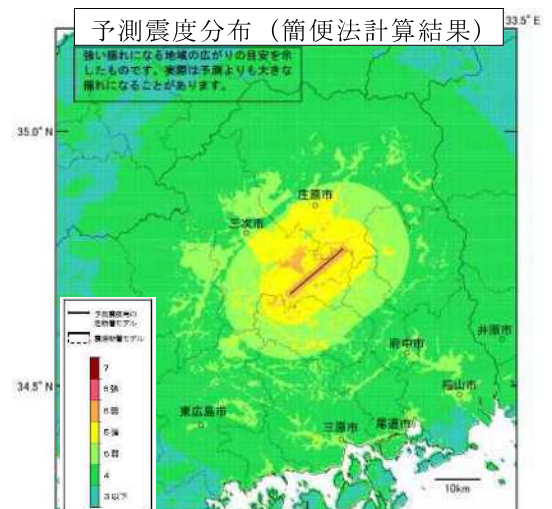 予測震度分布（簡便法計算結果）
33.5°E
強い揺れになる地域の広がりの目安を示
したものです。実際は予測よりも大きな
揺れになることがあります。
35.0°N
庄原市
三次市
府中市
井原市
34.5°N
福山市
東広島市
三原市
尾道市
10km
7
6強
6弱
5強
5弱
4
3以下